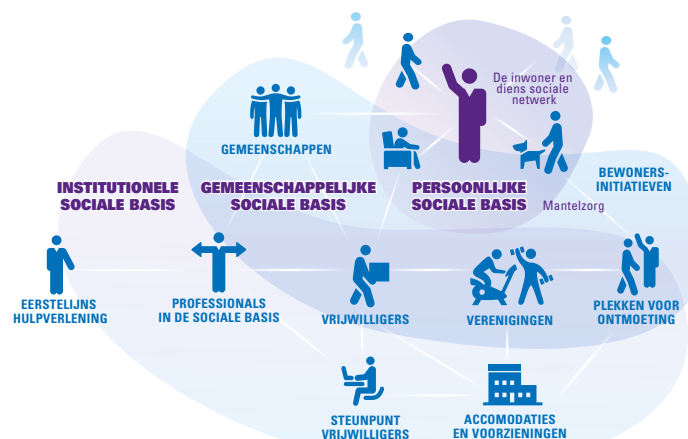 De inwoner en
diens sociale
netwerk
GEMEENSCHAPPEN
BEWONERS-
INITIATIEVEN
INSTITUTIONELE
SOCIALE BASIS
GEMEENSCHAPPELIJKE
SOCIALE BASIS
PERSOONLIJKE
SOCIALE BASIS
Mantelzorg
EERSTELIJNS
HULPVERLENING
PROFESSIONALS
IN DE SOCIALE BASIS
VRIJWILLIGERS
VERENIGINGEN
PLEKKEN VOOR
ONTMOETING
STEUNPUNT
VRIJWILLIGERS
ACCOMODATIES
EN VOORZIENINGEN